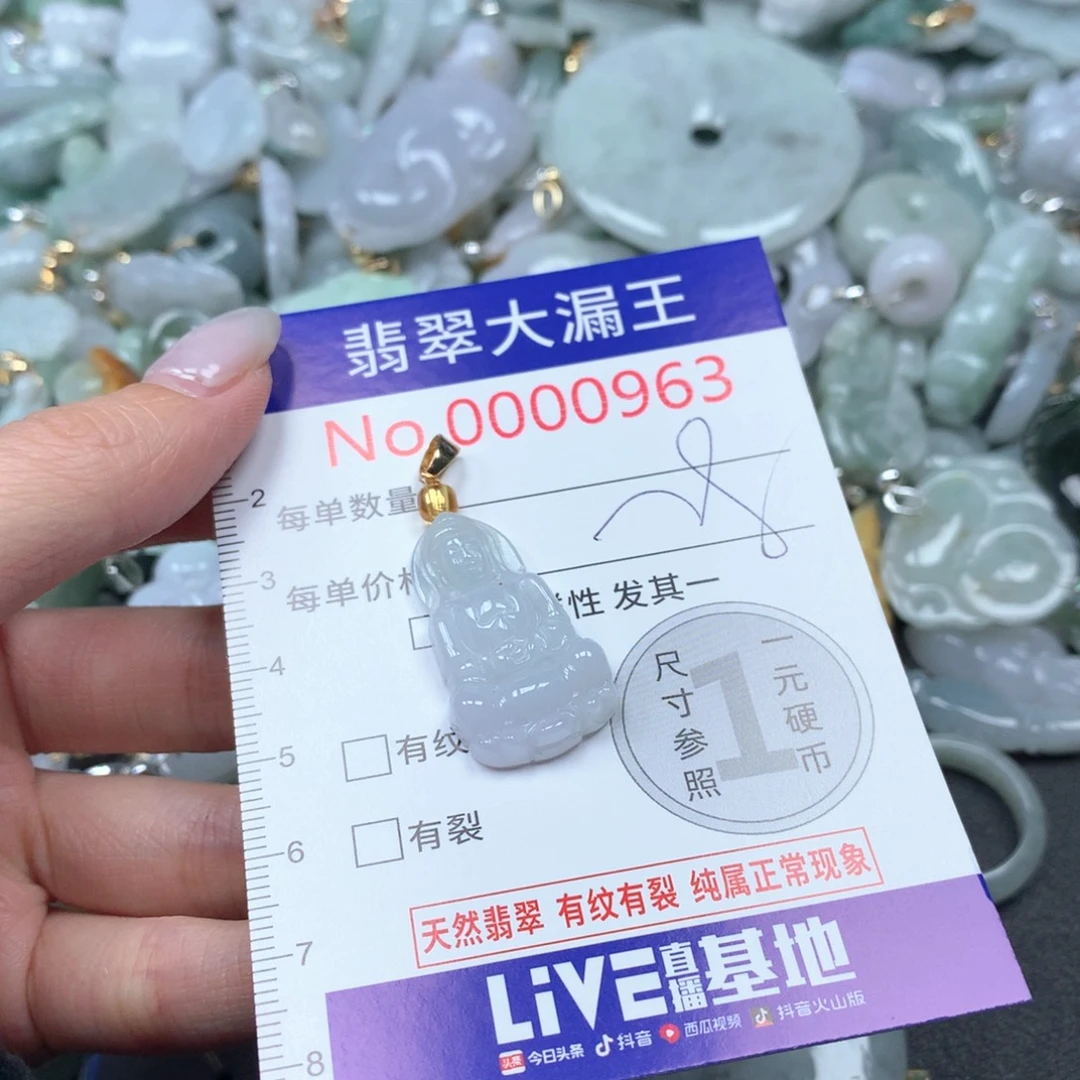 翡翠大漏王
No.0000963
2
每单数量
3
每单价格
性 发其一
4
尺寸参照
1
一元硬币
5
有纹
6
有裂
天然翡翠 有纹有裂 纯属正常现象
7
LiVE直播基地
8
头条 今日头条 抖音 西瓜视频 抖音火山版